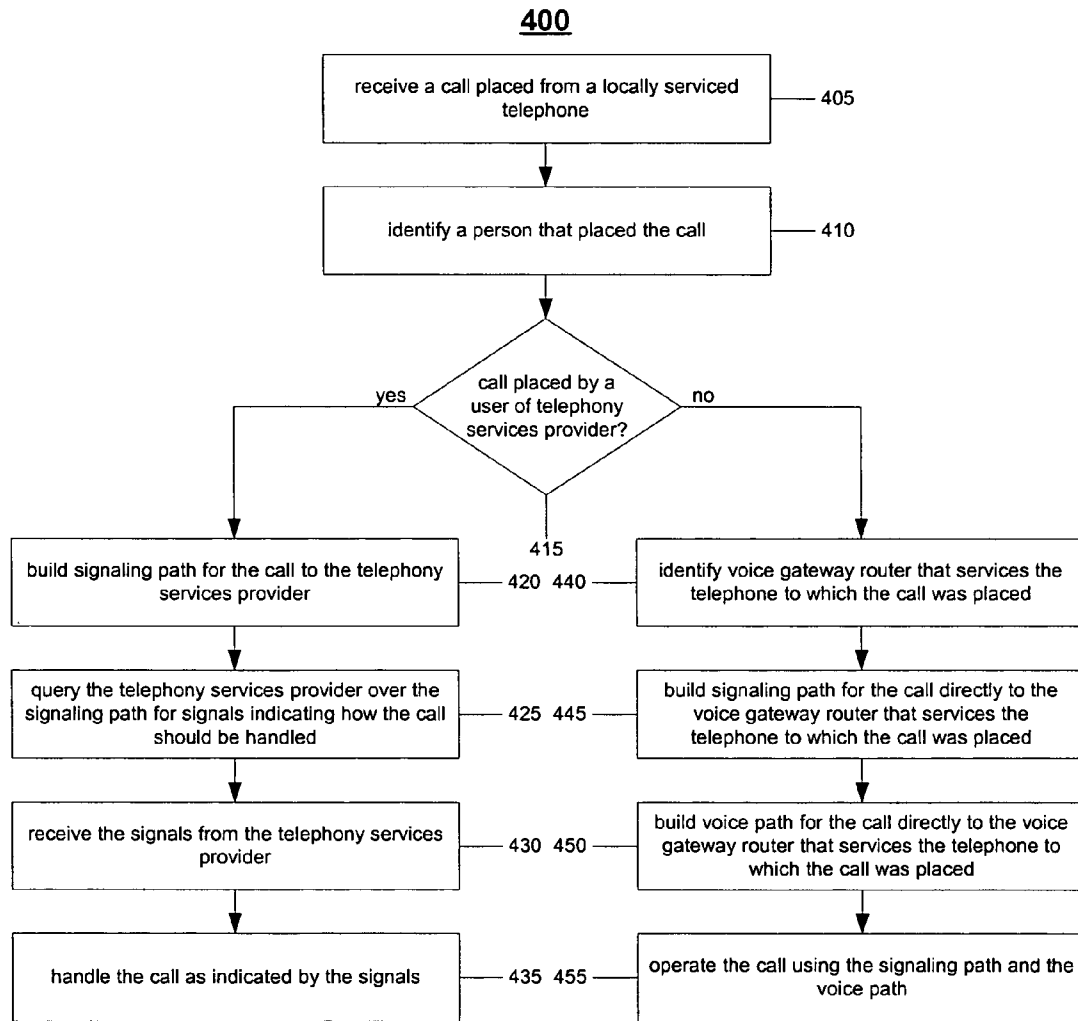 400
receive a call placed from a locally serviced
telephone
405
identify a person that placed the call
410
call placed by a
user of telephony
services provider?
yes
no
415
build signaling path for the call to the telephony
services provider
420
440
identify voice gateway router that services the
telephone to which the call was placed
query the telephony services provider over the
signaling path for signals indicating how the call
should be handled
425
445
build signaling path for the call directly to the
voice gateway router that services the
telephone to which the call was placed
receive the signals from the telephony services
provider
430
450
build voice path for the call directly to the voice
gateway router that services the telephone to
which the call was placed
handle the call as indicated by the signals
435
455
operate the call using the signaling path and the
voice path